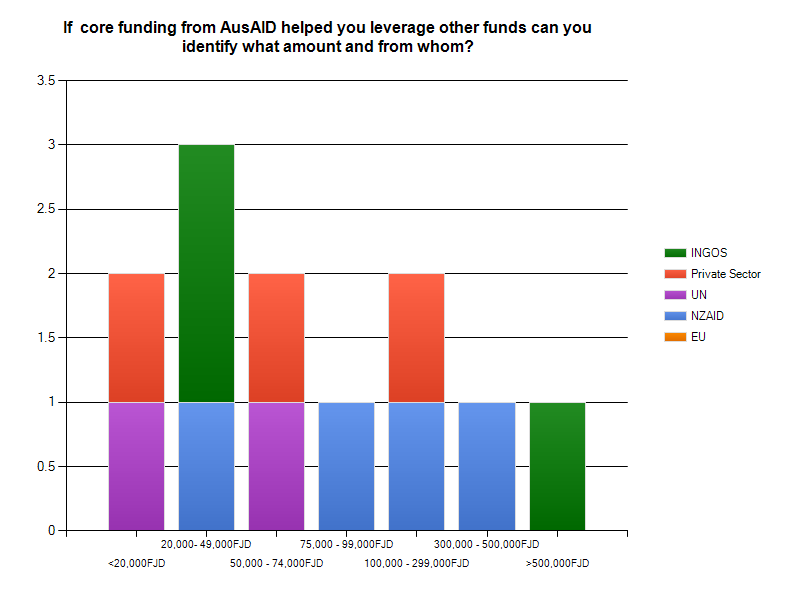 If  core funding from AusAID helped you leverage other funds can you
identify what amount and from whom?
3.5
3
2.5
2
1.5
1
0.5
0
20,000- 49,000FJD
75,000 - 99,000FJD
300,000 - 500,000FJD
<20,000FJD
50,000 - 74,000FJD
100,000 - 299,000FJD
>500,000FJD
INGOS
Private Sector
UN
NZAID
EU